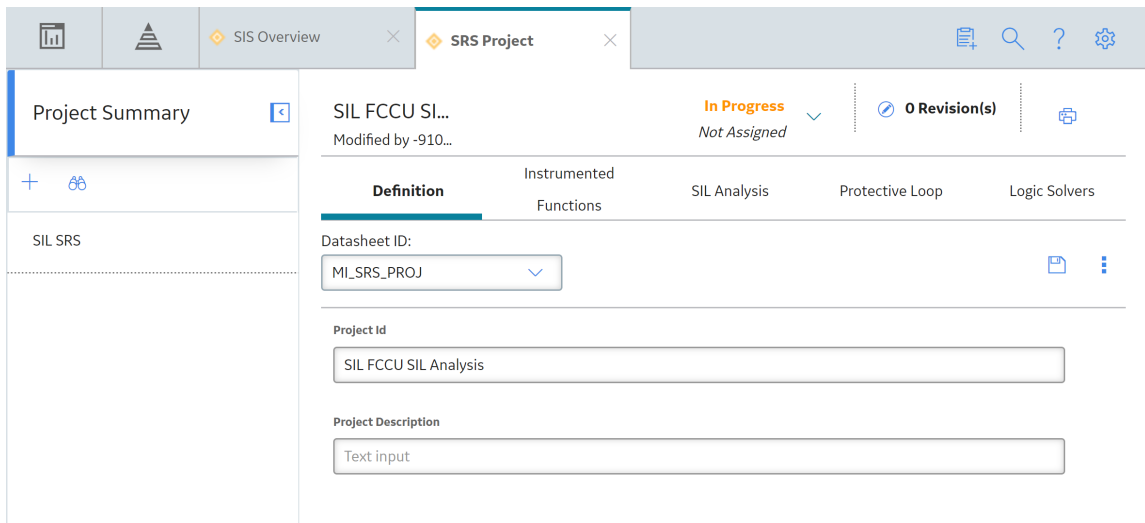 SIS Overview
SRS Project
Project Summary
SIL SRS
SIL FCCU SI...
Modified by -910...
In Progress
Not Assigned
0 Revision(s)
Definition
Instrumented
Functions
SIL Analysis
Protective Loop
Logic Solvers
Datasheet ID:
MI_SRS_PROJ
Project Id
SIL FCCU SIL Analysis
Project Description
Text input